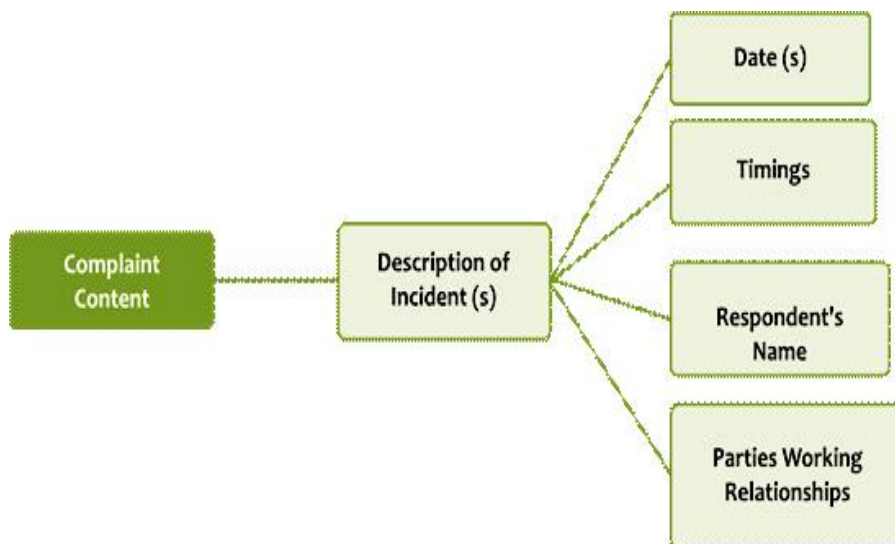 Complaint
Content
Description of
Incident (s)
Date (s)
Timings
Respondent's
Name
Parties Working
Relationships